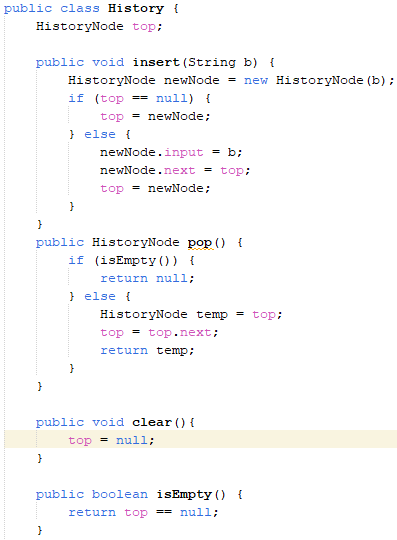 public class History {
    HistoryNode top;

    public void insert(String b) {
        HistoryNode newNode = new HistoryNode(b);
        if (top == null) {
            top = newNode;
        } else {
            newNode.input = b;
            newNode.next = top;
            top = newNode;
        }
    }
    public HistoryNode pop() {
        if (isEmpty()) {
            return null;
        } else {
            HistoryNode temp = top;
            top = top.next;
            return temp;
        }
    }

    public void clear(){
        top = null;
    }

    public boolean isEmpty() {
        return top == null;
    }